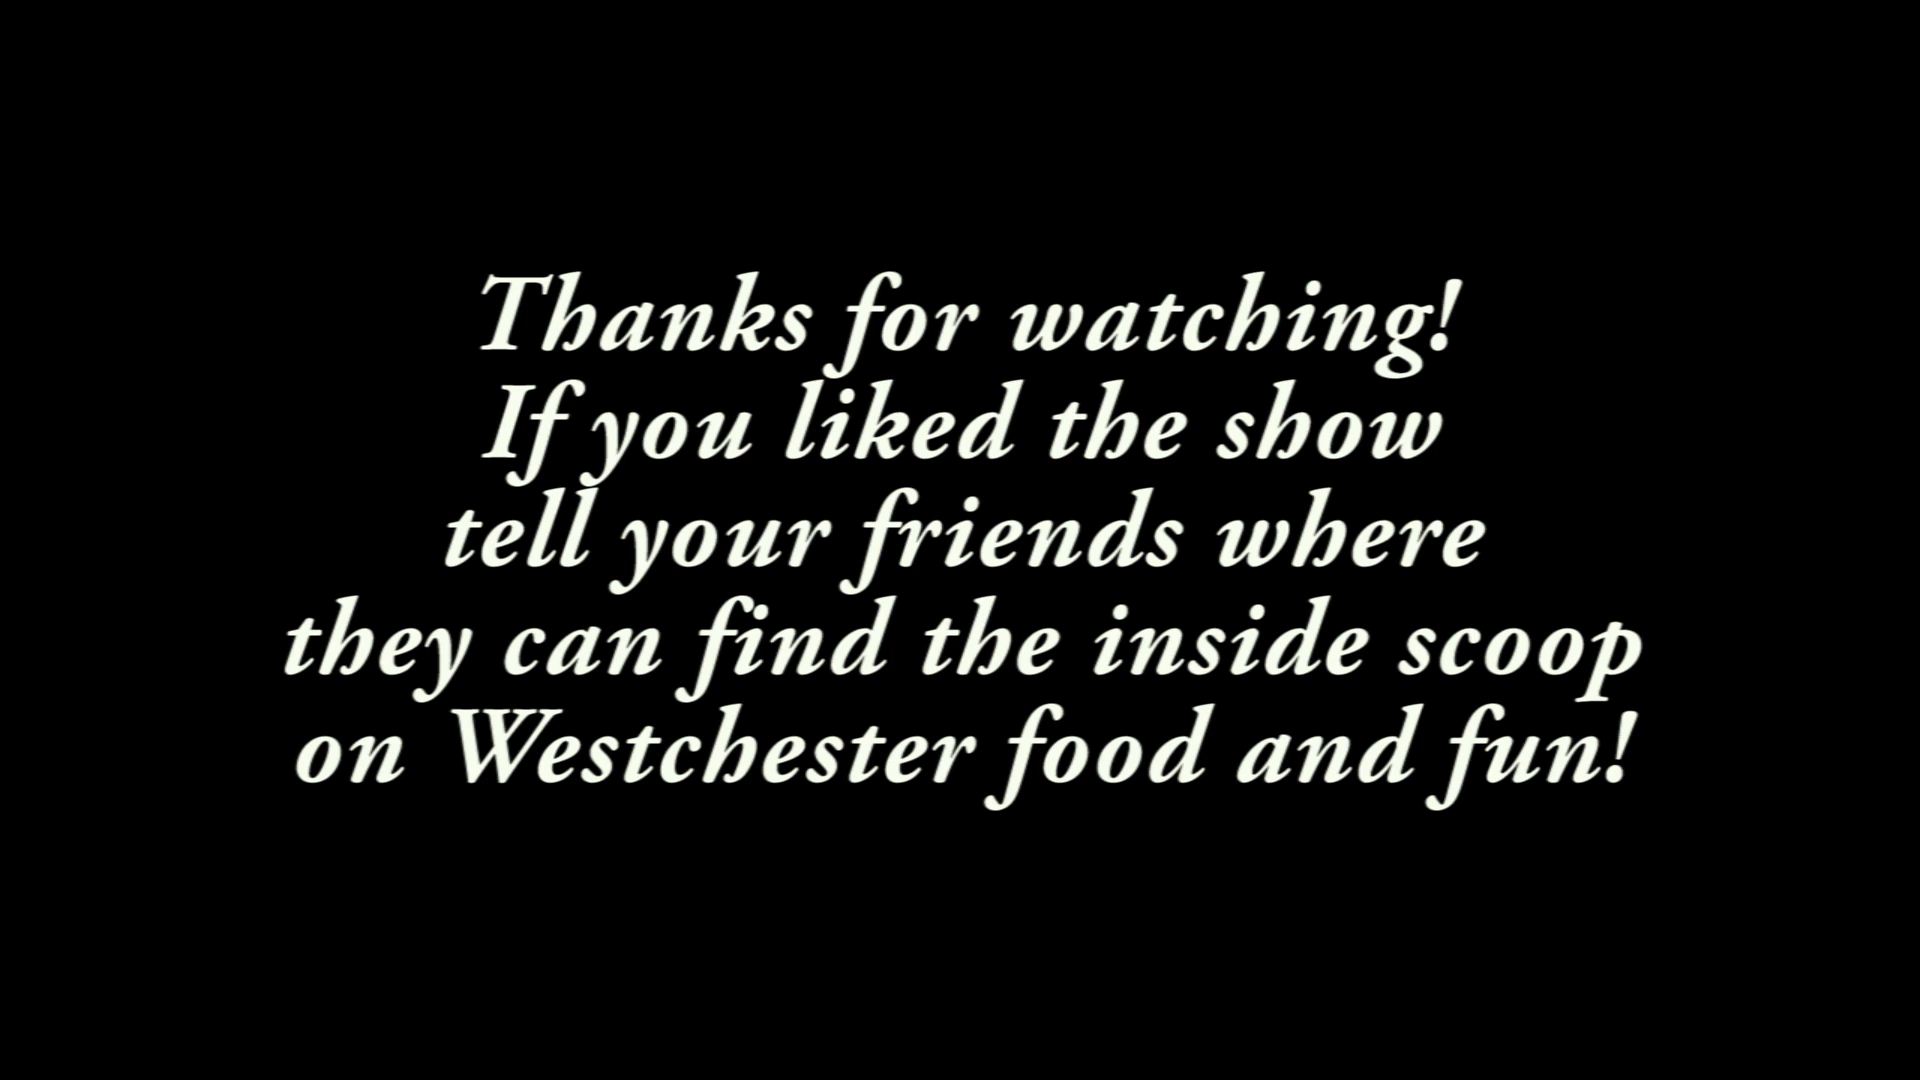 Thanks for watching!
If you liked the show
tell your friends where
they can find the inside scoop
on Westchester food and fun!